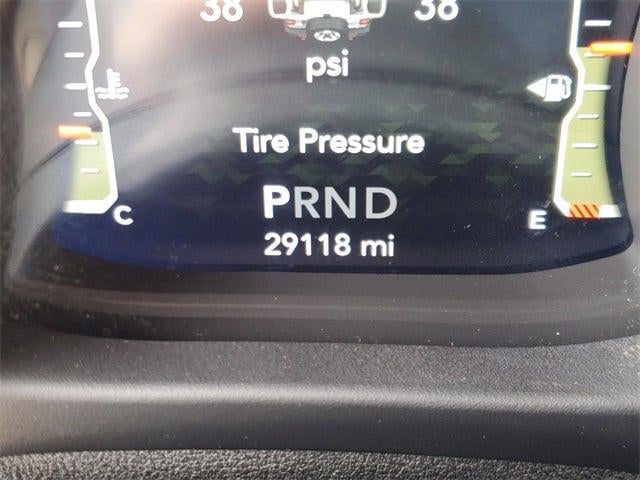 38 38
psi
Tire Pressure
PRND
C E
29118 mi